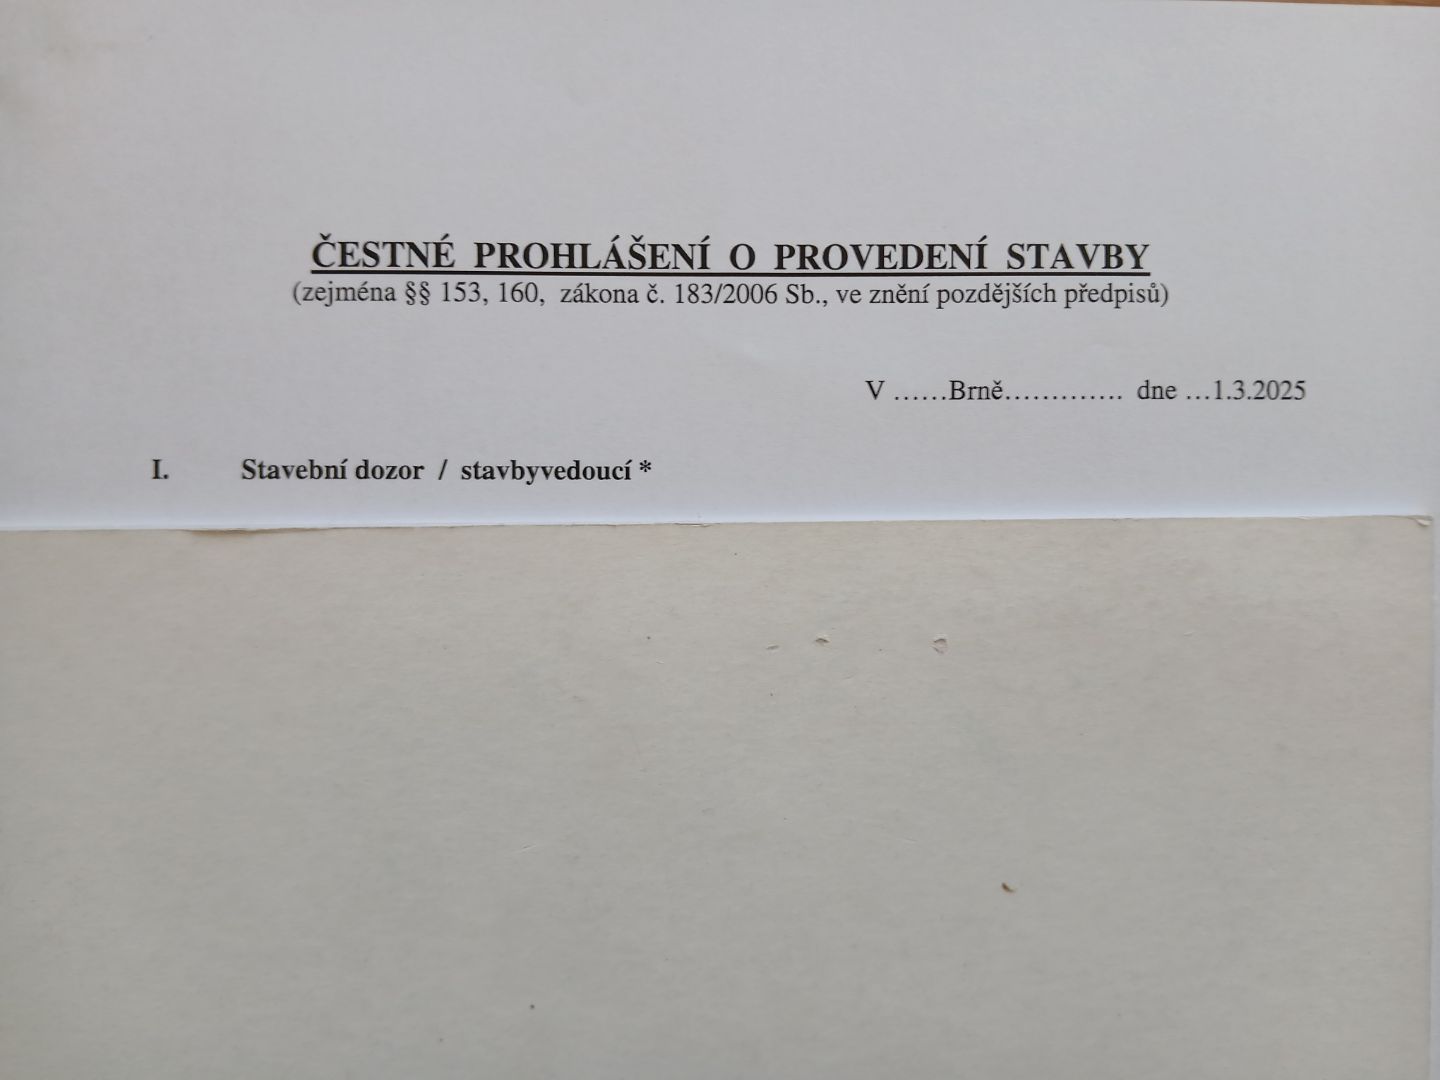 ČESTNÉ PROHLÁŠENÍ O PROVEDENÍ STAVBY
(zejména §§ 153, 160, zákona č. 183/2006 Sb., ve znění pozdějších předpisů)
V ......Brně............. dne ...1.3.2025
I. Stavební dozor / stavbyvedoucí *